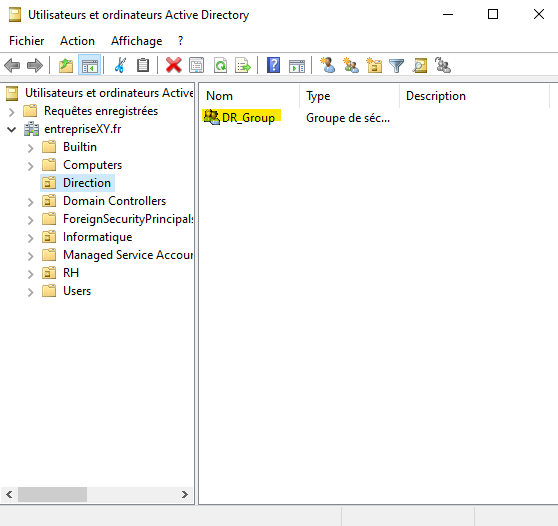 Utilisateurs et ordinateurs Active Directory
Fichier Action Affichage ?
Utilisateurs et ordinateurs Active
Requêtes enregistrées
entrepriseXY.fr
Builtin
Computers
Direction
Domain Controllers
ForeignSecurityPrincipals
Informatique
Managed Service Accour
RH
Users
Nom Type Description
DR_Group Groupe de séc...